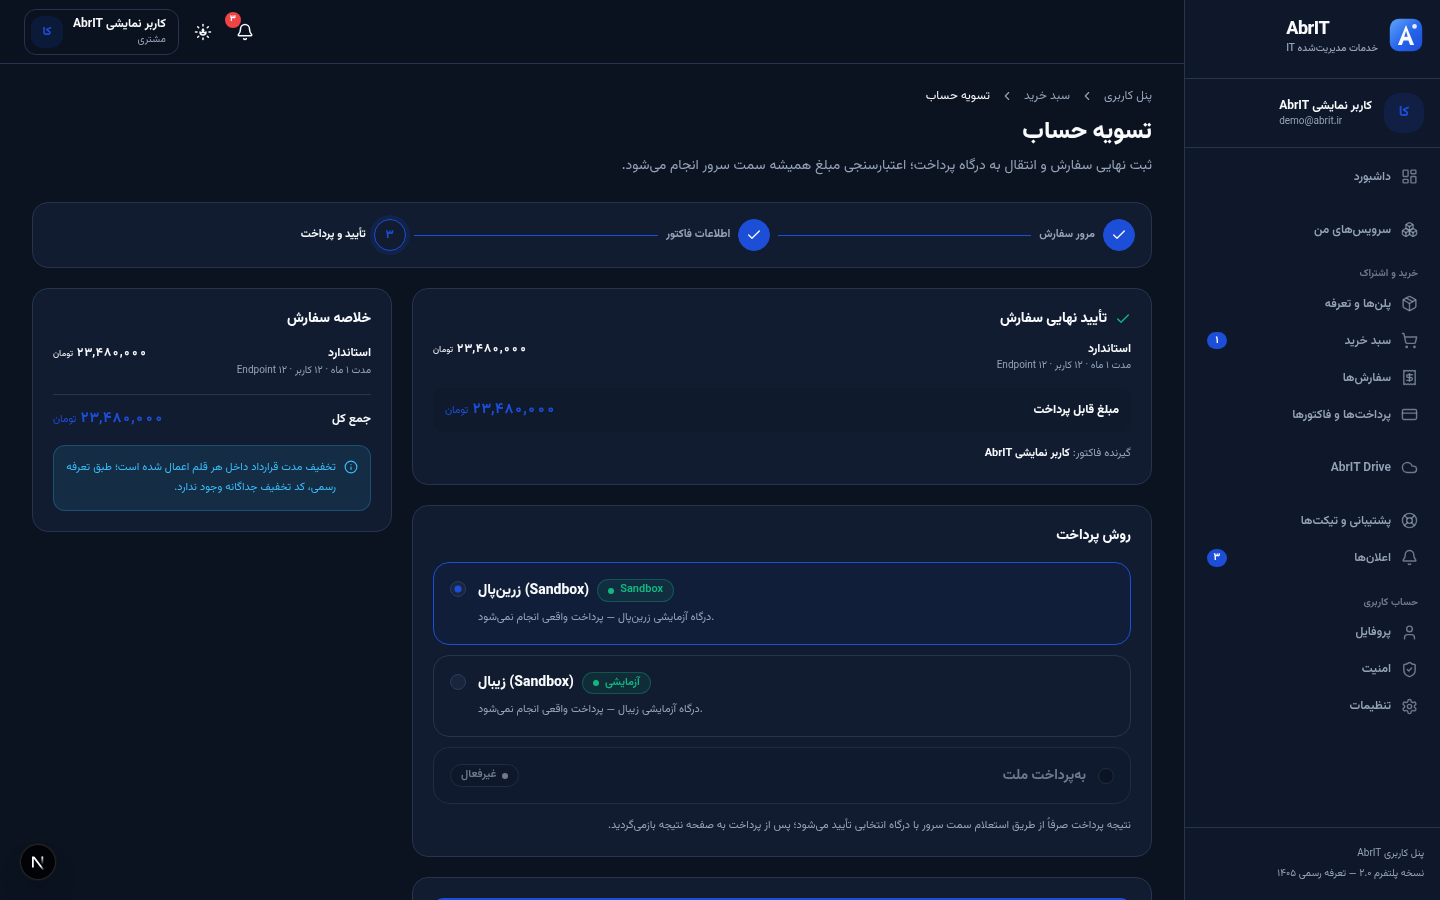 AbrIT
خدمات مدیریت‌شده IT
کاربر نمایشی AbrIT
demo@abrit.ir
کا
داشبورد
سرویس‌های من
خرید و اشتراک
پلن‌ها و تعرفه
سبد خرید
۱
سفارش‌ها
پرداخت‌ها و فاکتورها
AbrIT Drive
پشتیبانی و تیکت‌ها
اعلان‌ها
۳
حساب کاربری
پروفایل
امنیت
تنظیمات
پنل کاربری AbrIT
نسخه پلتفرم ۲.۰ — تعرفه رسمی ۱۴۰۵
۳
کاربر نمایشی AbrIT
مشتری
کا
پنل کاربری
سبد خرید
تسویه حساب
تسویه حساب
ثبت نهایی سفارش و انتقال به درگاه پرداخت؛ اعتبارسنجی مبلغ همیشه سمت سرور انجام می‌شود.
مرور سفارش
اطلاعات فاکتور
۳
تأیید و پرداخت
تأیید نهایی سفارش
استاندارد
۲۳,۴۸۰,۰۰۰ تومان
مدت ۱ ماه · ۱۲ کاربر · ۱۲ Endpoint
مبلغ قابل پرداخت
۲۳,۴۸۰,۰۰۰ تومان
گیرنده فاکتور: کاربر نمایشی AbrIT
خلاصه سفارش
استاندارد
۲۳,۴۸۰,۰۰۰ تومان
مدت ۱ ماه · ۱۲ کاربر · ۱۲ Endpoint
جمع کل
۲۳,۴۸۰,۰۰۰ تومان
تخفیف مدت قرارداد داخل هر قلم اعمال شده است؛ طبق تعرفه
رسمی، کد تخفیف جداگانه وجود ندارد.
روش پرداخت
زرین‌پال (Sandbox)
Sandbox
درگاه آزمایشی زرین‌پال — پرداخت واقعی انجام نمی‌شود.
زیبال (Sandbox)
آزمایشی
درگاه آزمایشی زیبال — پرداخت واقعی انجام نمی‌شود.
به‌پرداخت ملت
غیرفعال
نتیجه پرداخت صرفاً از طریق استعلام سمت سرور با درگاه انتخابی تأیید می‌شود؛ پس از پرداخت به صفحه نتیجه بازمی‌گردید.
N